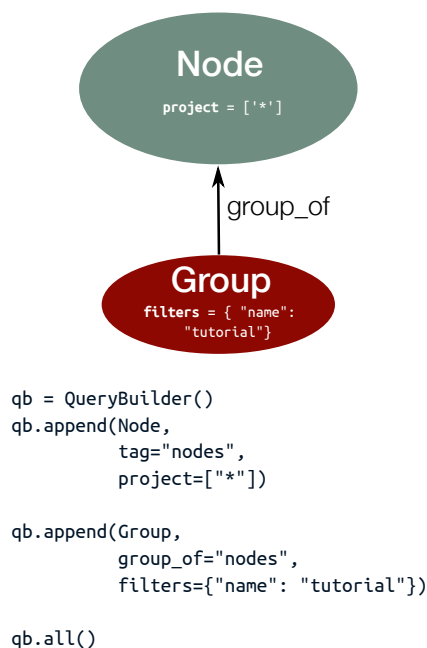 Node
project = ['*']
group_of
Group
filters = { "name":
"tutorial"}
qb = QueryBuilder()
qb.append(Node,
          tag="nodes",
          project=["*"])
qb.append(Group,
          group_of="nodes",
          filters={"name": "tutorial"})
qb.all()